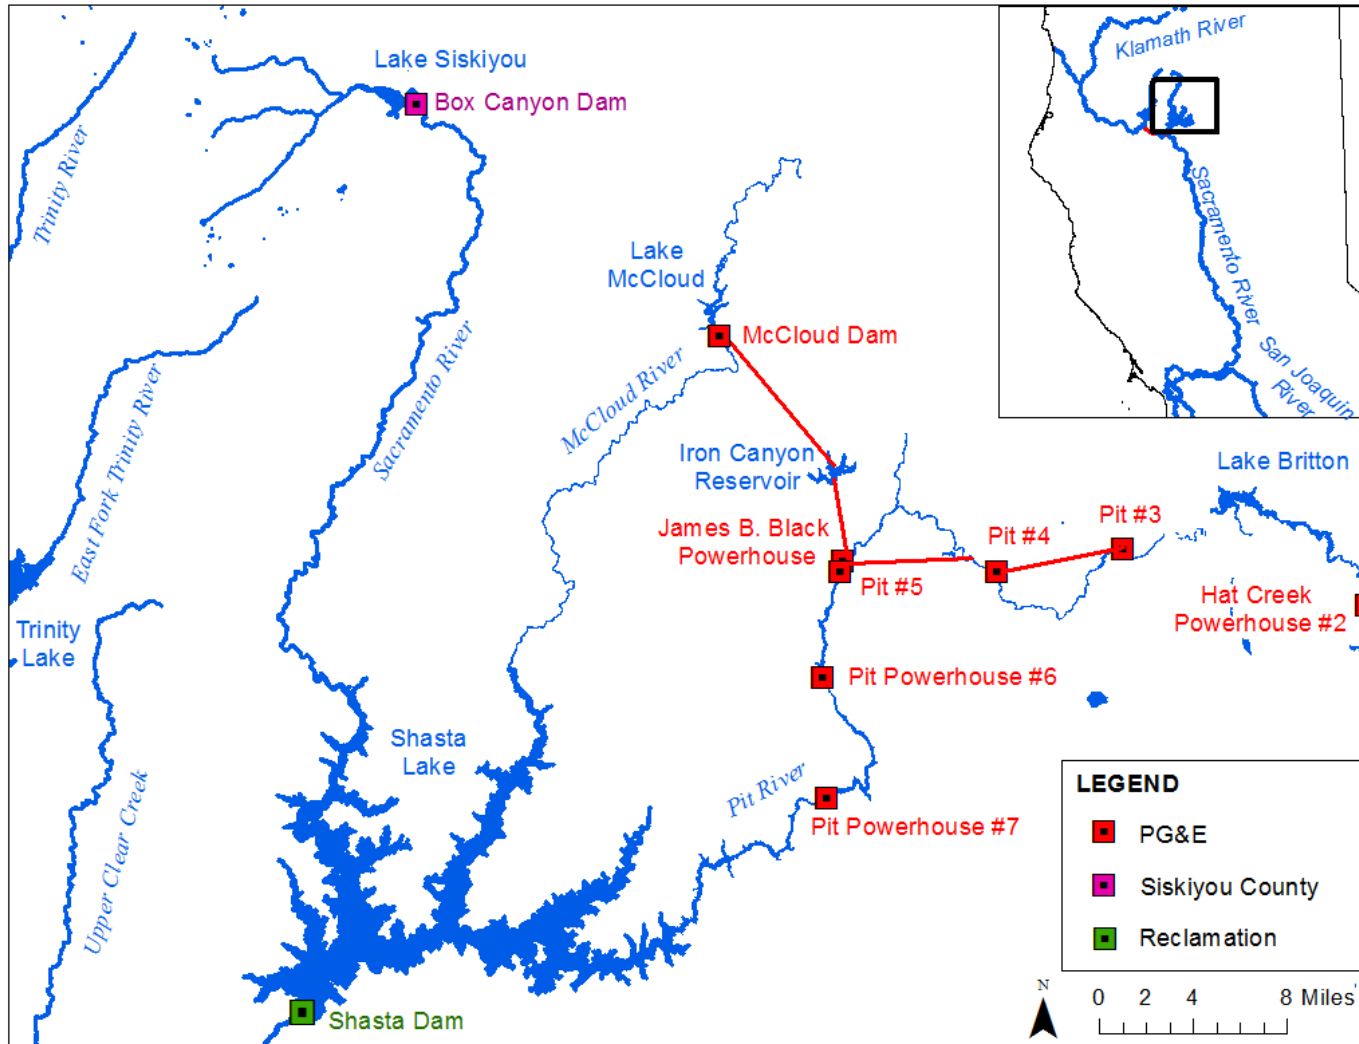 Klamath River
Lake Siskiyou
Box Canyon Dam
Trinity River
Sacramento River
Lake
McCloud
McCloud Dam
San Joaquin
River
McCloud River
Sacramento River
East Fork Trinity River
Iron Canyon
Reservoir
Lake Britton
James B. Black
Powerhouse
Pit #4
Pit #3
Pit #5
Hat Creek
Powerhouse #2
Trinity
Lake
Pit Powerhouse #6
Shasta
Lake
Upper Clear Creek
Pit River
Pit Powerhouse #7
LEGEND
PG&E
Siskiyou County
Reclamation
Shasta Dam
N
0 2 4 8 Miles